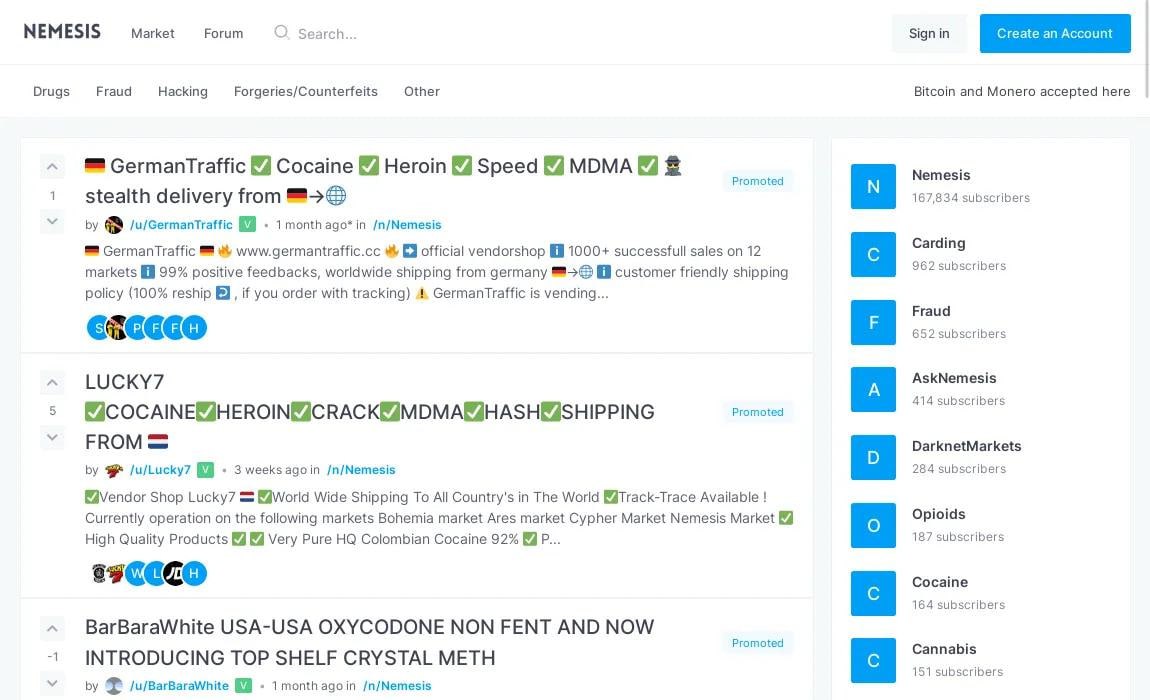 NEMESIS Market Forum Search... Sign in Create an Account
Drugs Fraud Hacking Forgeries/Counterfeits Other Bitcoin and Monero accepted here
🇩🇪 GermanTraffic ✅ Cocaine ✅ Heroin ✅ Speed ✅ MDMA ✅ 🕵
stealth delivery from 🇩🇪→🌐
Promoted
1
by /u/GermanTraffic V • 1 month ago* in /n/Nemesis
🇩🇪 GermanTraffic 🇩🇪 🔥 www.germantraffic.cc 🔥 ➡ official vendorshop ℹ 1000+ successfull sales on 12
markets ℹ 99% positive feedbacks, worldwide shipping from germany 🇩🇪→🌐 ℹ customer friendly shipping
policy (100% reship ↩ , if you order with tracking) ⚠ GermanTraffic is vending...
S P F F H
LUCKY7
✅COCAINE✅HEROIN✅CRACK✅MDMA✅HASH✅SHIPPING
FROM 🇳🇱
Promoted
5
by /u/Lucky7 V • 3 weeks ago in /n/Nemesis
✅Vendor Shop Lucky7 🇳🇱 ✅World Wide Shipping To All Country's in The World ✅Track-Trace Available !
Currently operation on the following markets Bohemia market Ares market Cypher Market Nemesis Market ✅
High Quality Products ✅ ✅ Very Pure HQ Colombian Cocaine 92% ✅ P...
W L JD H
BarBaraWhite USA-USA OXYCODONE NON FENT AND NOW
INTRODUCING TOP SHELF CRYSTAL METH
Promoted
-1
by /u/BarBaraWhite V • 1 month ago in /n/Nemesis
N Nemesis
167,834 subscribers
C Carding
962 subscribers
F Fraud
652 subscribers
A AskNemesis
414 subscribers
D DarknetMarkets
284 subscribers
O Opioids
187 subscribers
C Cocaine
164 subscribers
C Cannabis
151 subscribers